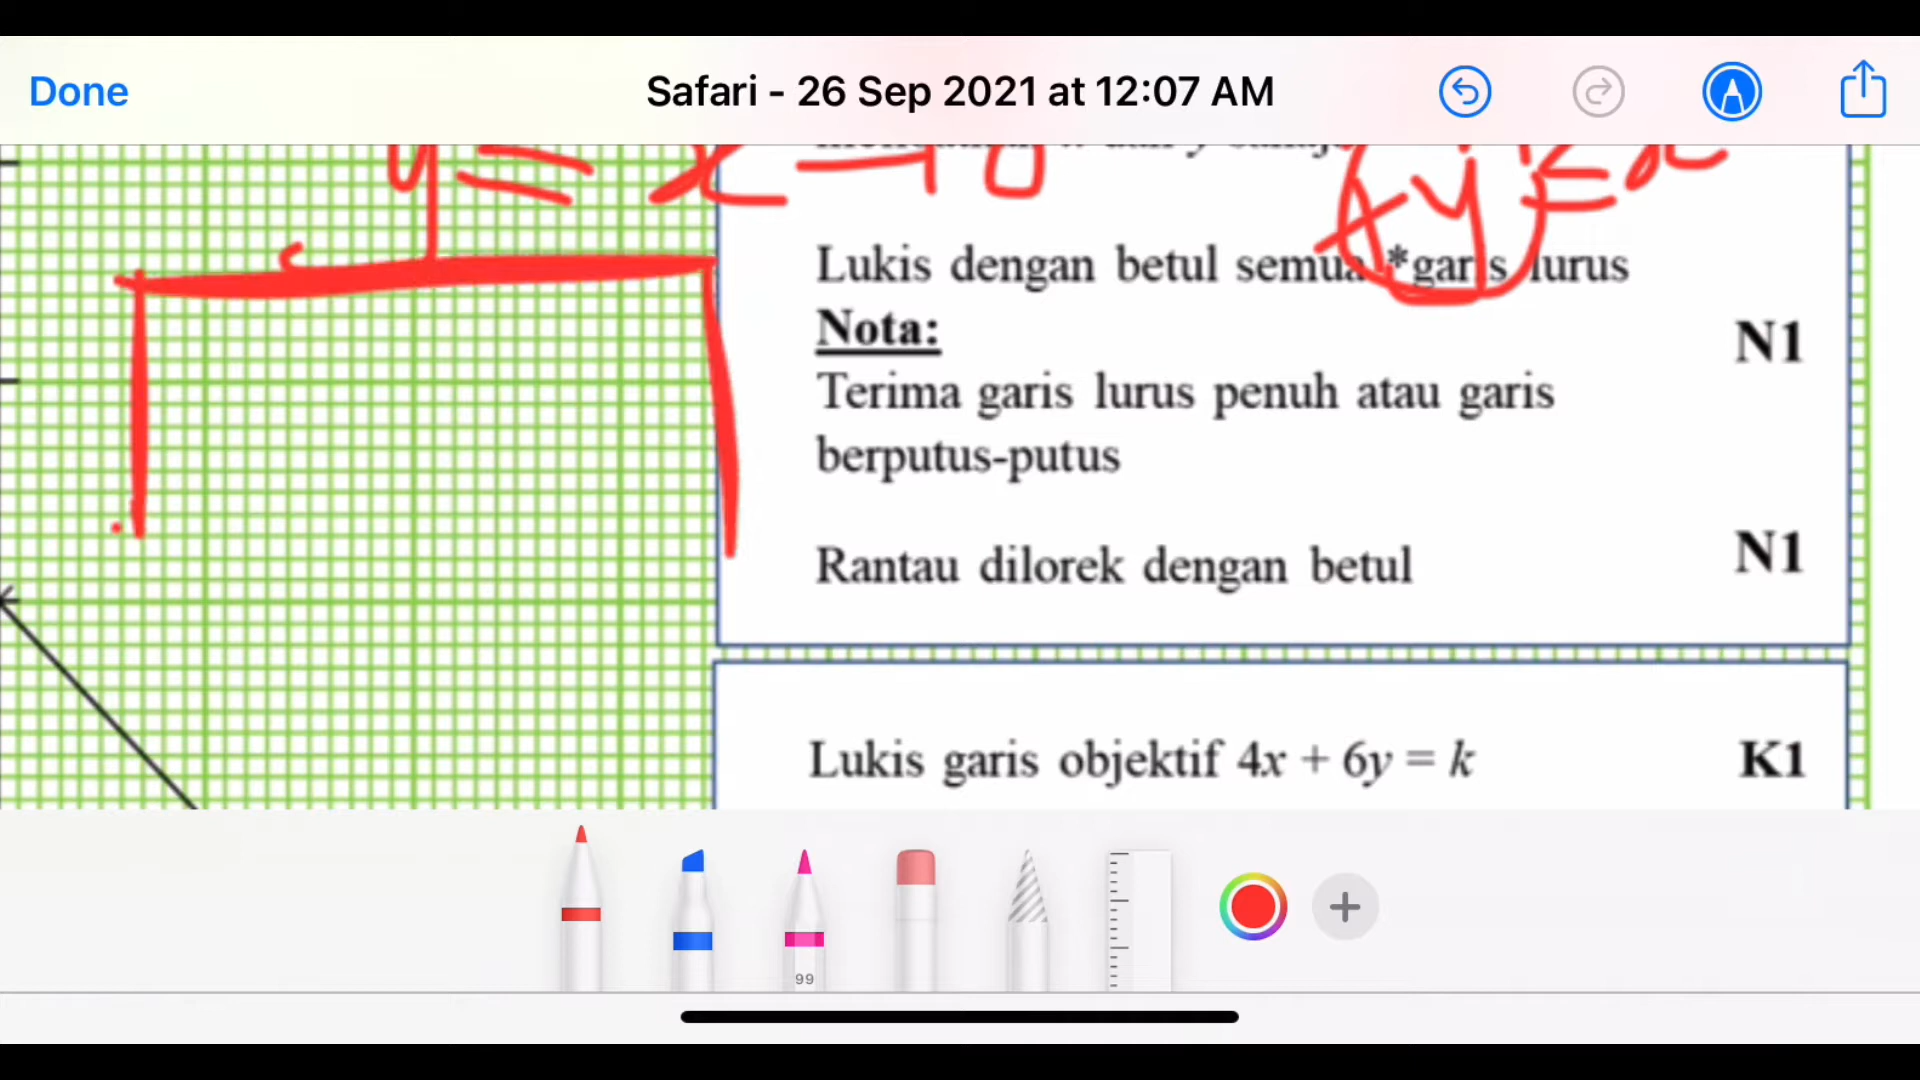 Done
Safari - 26 Sep 2021 at 12:07 AM
y = x
Lukis dengan betul semua *garis lurus
Nota:
N1
Terima garis lurus penuh atau garis
berputus-putus
Rantau dilorek dengan betul
N1
Lukis garis objektif 4x + 6y = k
K1
99